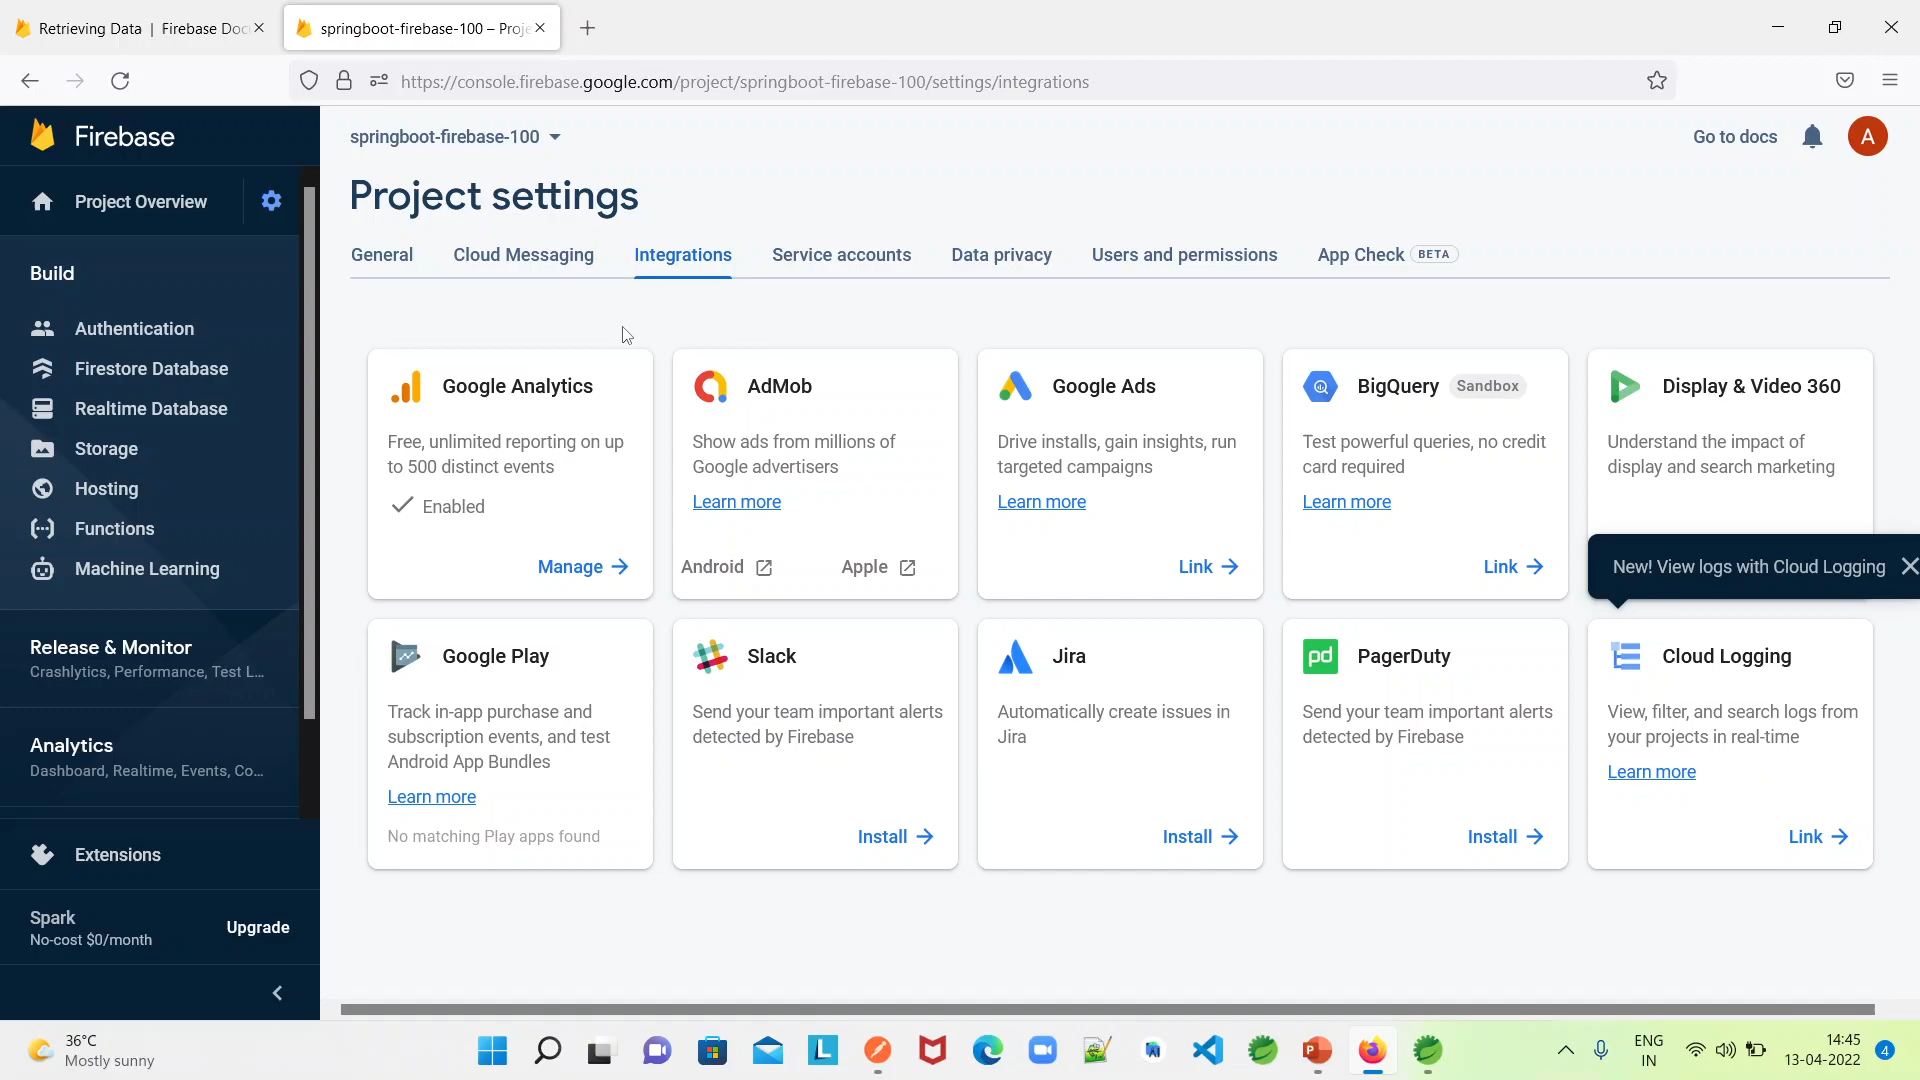 Retrieving Data | Firebase Doc
springboot-firebase-100 – Proje
https://console.firebase.google.com/project/springboot-firebase-100/settings/integrations
Firebase
Project Overview
Build
Authentication
Firestore Database
Realtime Database
Storage
Hosting
Functions
Machine Learning
Release & Monitor
Crashlytics, Performance, Test L...
Analytics
Dashboard, Realtime, Events, Co...
Extensions
Spark
No-cost $0/month
Upgrade
springboot-firebase-100
Go to docs
A
Project settings
General
Cloud Messaging
Integrations
Service accounts
Data privacy
Users and permissions
App Check BETA
Google Analytics
Free, unlimited reporting on up
to 500 distinct events
Enabled
Manage
AdMob
Show ads from millions of
Google advertisers
Learn more
Android
Apple
Google Ads
Drive installs, gain insights, run
targeted campaigns
Learn more
Link
BigQuery Sandbox
Test powerful queries, no credit
card required
Learn more
Link
Display & Video 360
Understand the impact of
display and search marketing
New! View logs with Cloud Logging
Google Play
Track in-app purchase and
subscription events, and test
Android App Bundles
Learn more
No matching Play apps found
Slack
Send your team important alerts
detected by Firebase
Install
Jira
Automatically create issues in
Jira
Install
pd
PagerDuty
Send your team important alerts
detected by Firebase
Install
Cloud Logging
View, filter, and search logs from
your projects in real-time
Learn more
Link
36°C
Mostly sunny
L
P
ENG
IN
14:45
13-04-2022
4